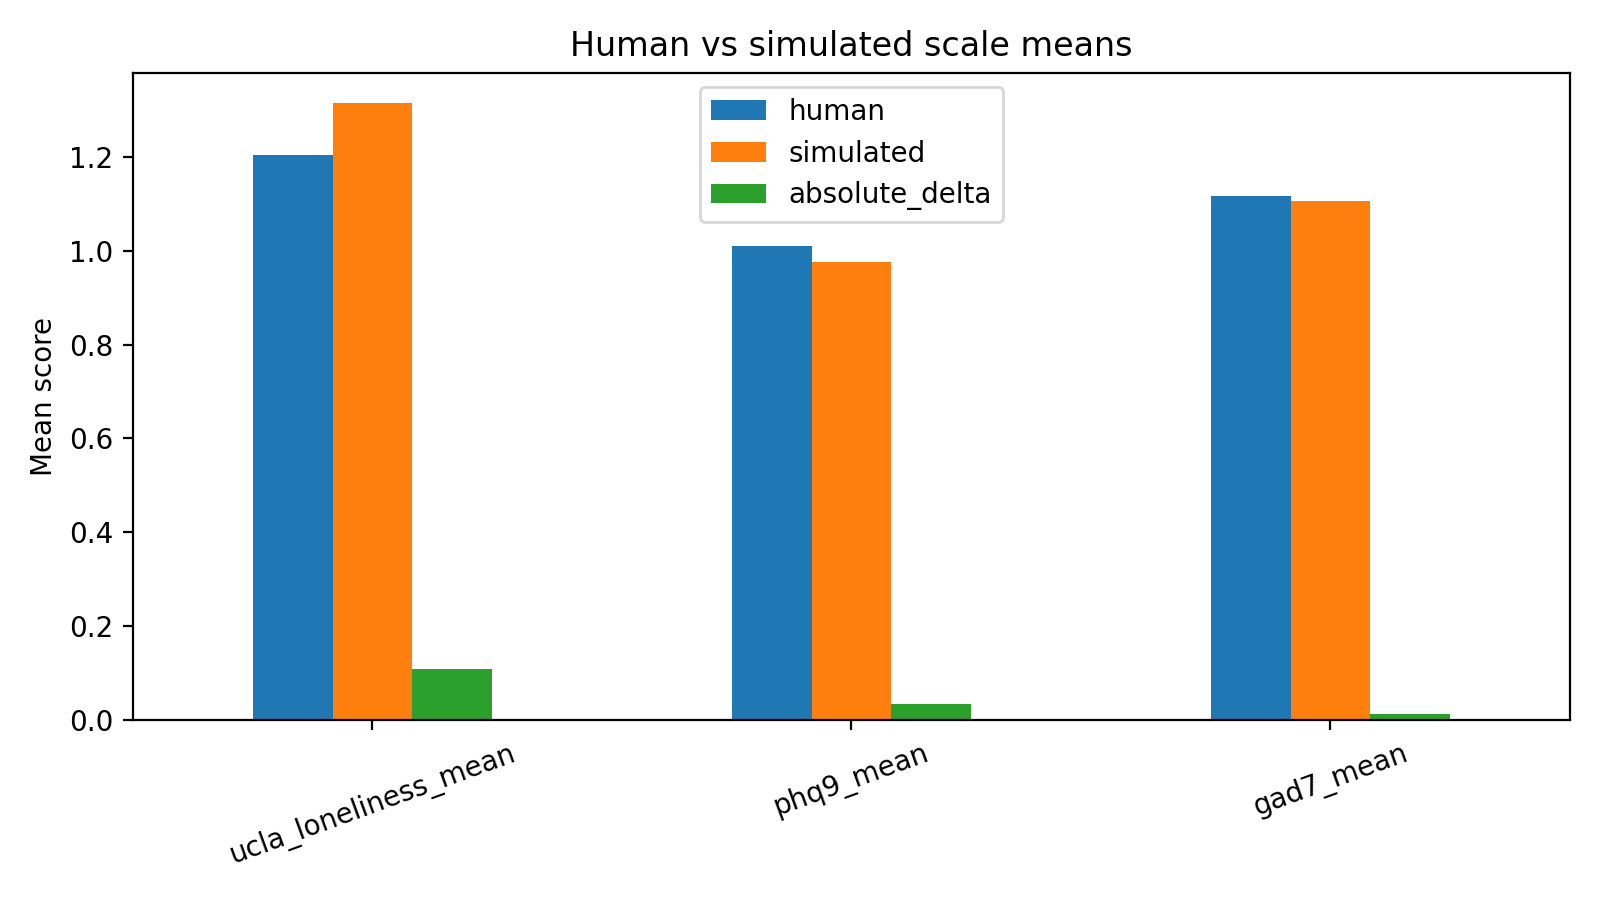 Human vs simulated scale means
human
simulated
absolute_delta
Mean score
1.2
1.0
0.8
0.6
0.4
0.2
0.0
ucla_loneliness_mean
phq9_mean
gad7_mean